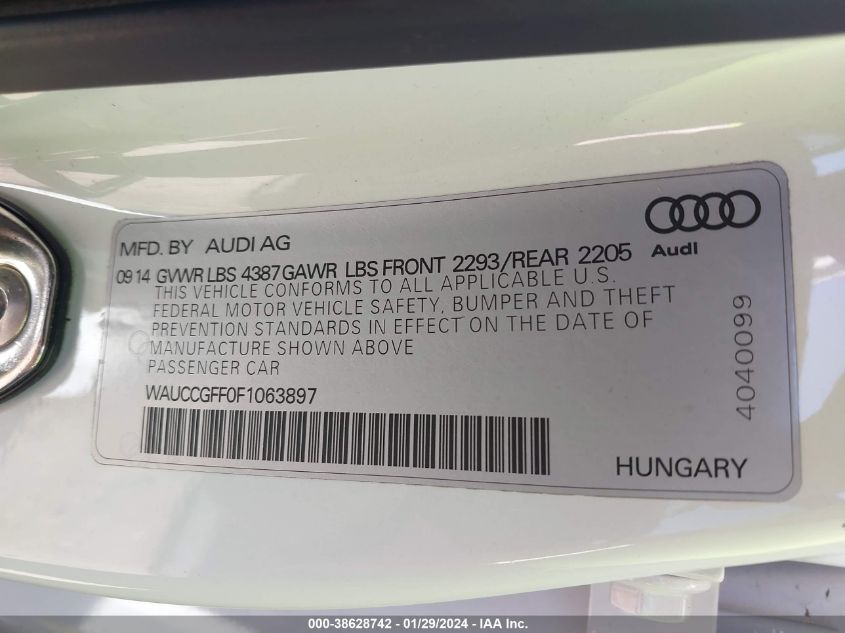 MFD. BY AUDI AG
Audi
09 14 GVWR LBS 4387 GAWR LBS FRONT 2293/REAR 2205
THIS VEHICLE CONFORMS TO ALL APPLICABLE U.S.
FEDERAL MOTOR VEHICLE SAFETY, BUMPER AND THEFT
PREVENTION STANDARDS IN EFFECT ON THE DATE OF
MANUFACTURE SHOWN ABOVE
PASSENGER CAR
WAUCCGFF0F1063897
4040099
HUNGARY
000-38628742 / 01/29/2024 - IAA Inc.